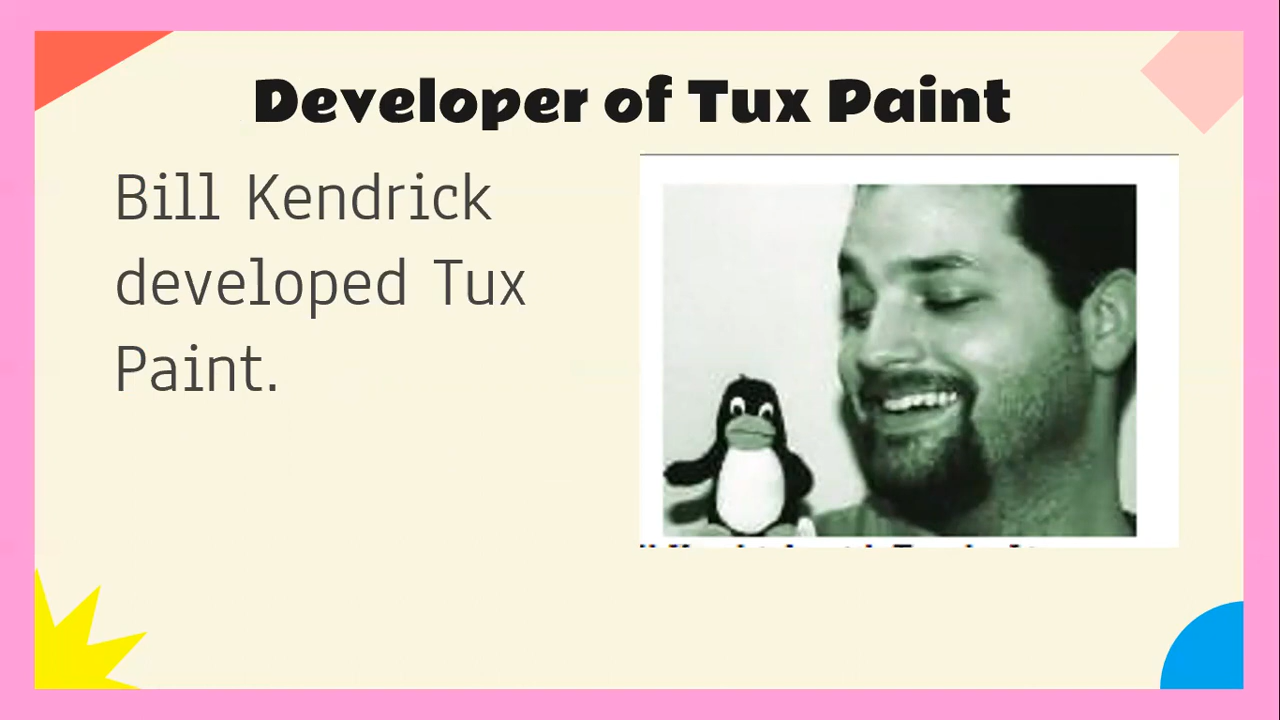 Developer of Tux Paint
Bill Kendrick
developed Tux
Paint.